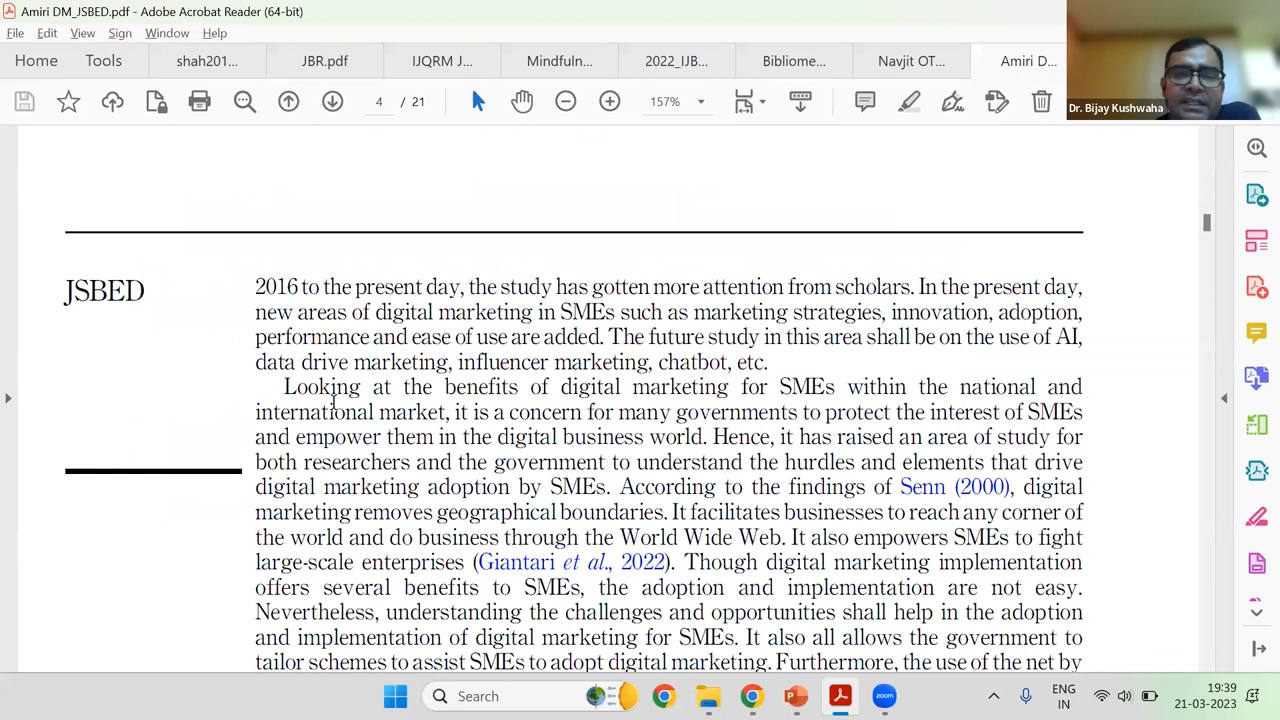 Amiri DM_JSBED.pdf - Adobe Acrobat Reader (64-bit)
File Edit View Sign Window Help
Home Tools shah201... JBR.pdf IJQRM J... Mindfuln... 2022_IJB... Bibliome... Navjit OT... Amiri D...
4 / 21 157%
Dr. Bijay Kushwaha
JSBED
2016 to the present day, the study has gotten more attention from scholars. In the present day,
new areas of digital marketing in SMEs such as marketing strategies, innovation, adoption,
performance and ease of use are added. The future study in this area shall be on the use of AI,
data drive marketing, influencer marketing, chatbot, etc.
Looking at the benefits of digital marketing for SMEs within the national and
international market, it is a concern for many governments to protect the interest of SMEs
and empower them in the digital business world. Hence, it has raised an area of study for
both researchers and the government to understand the hurdles and elements that drive
digital marketing adoption by SMEs. According to the findings of Senn (2000), digital
marketing removes geographical boundaries. It facilitates businesses to reach any corner of
the world and do business through the World Wide Web. It also empowers SMEs to fight
large-scale enterprises (Giantari et al., 2022). Though digital marketing implementation
offers several benefits to SMEs, the adoption and implementation are not easy.
Nevertheless, understanding the challenges and opportunities shall help in the adoption
and implementation of digital marketing for SMEs. It also all allows the government to
tailor schemes to assist SMEs to adopt digital marketing. Furthermore, the use of the net by
Search
zoom
ENG
IN
19:39
21-03-2023